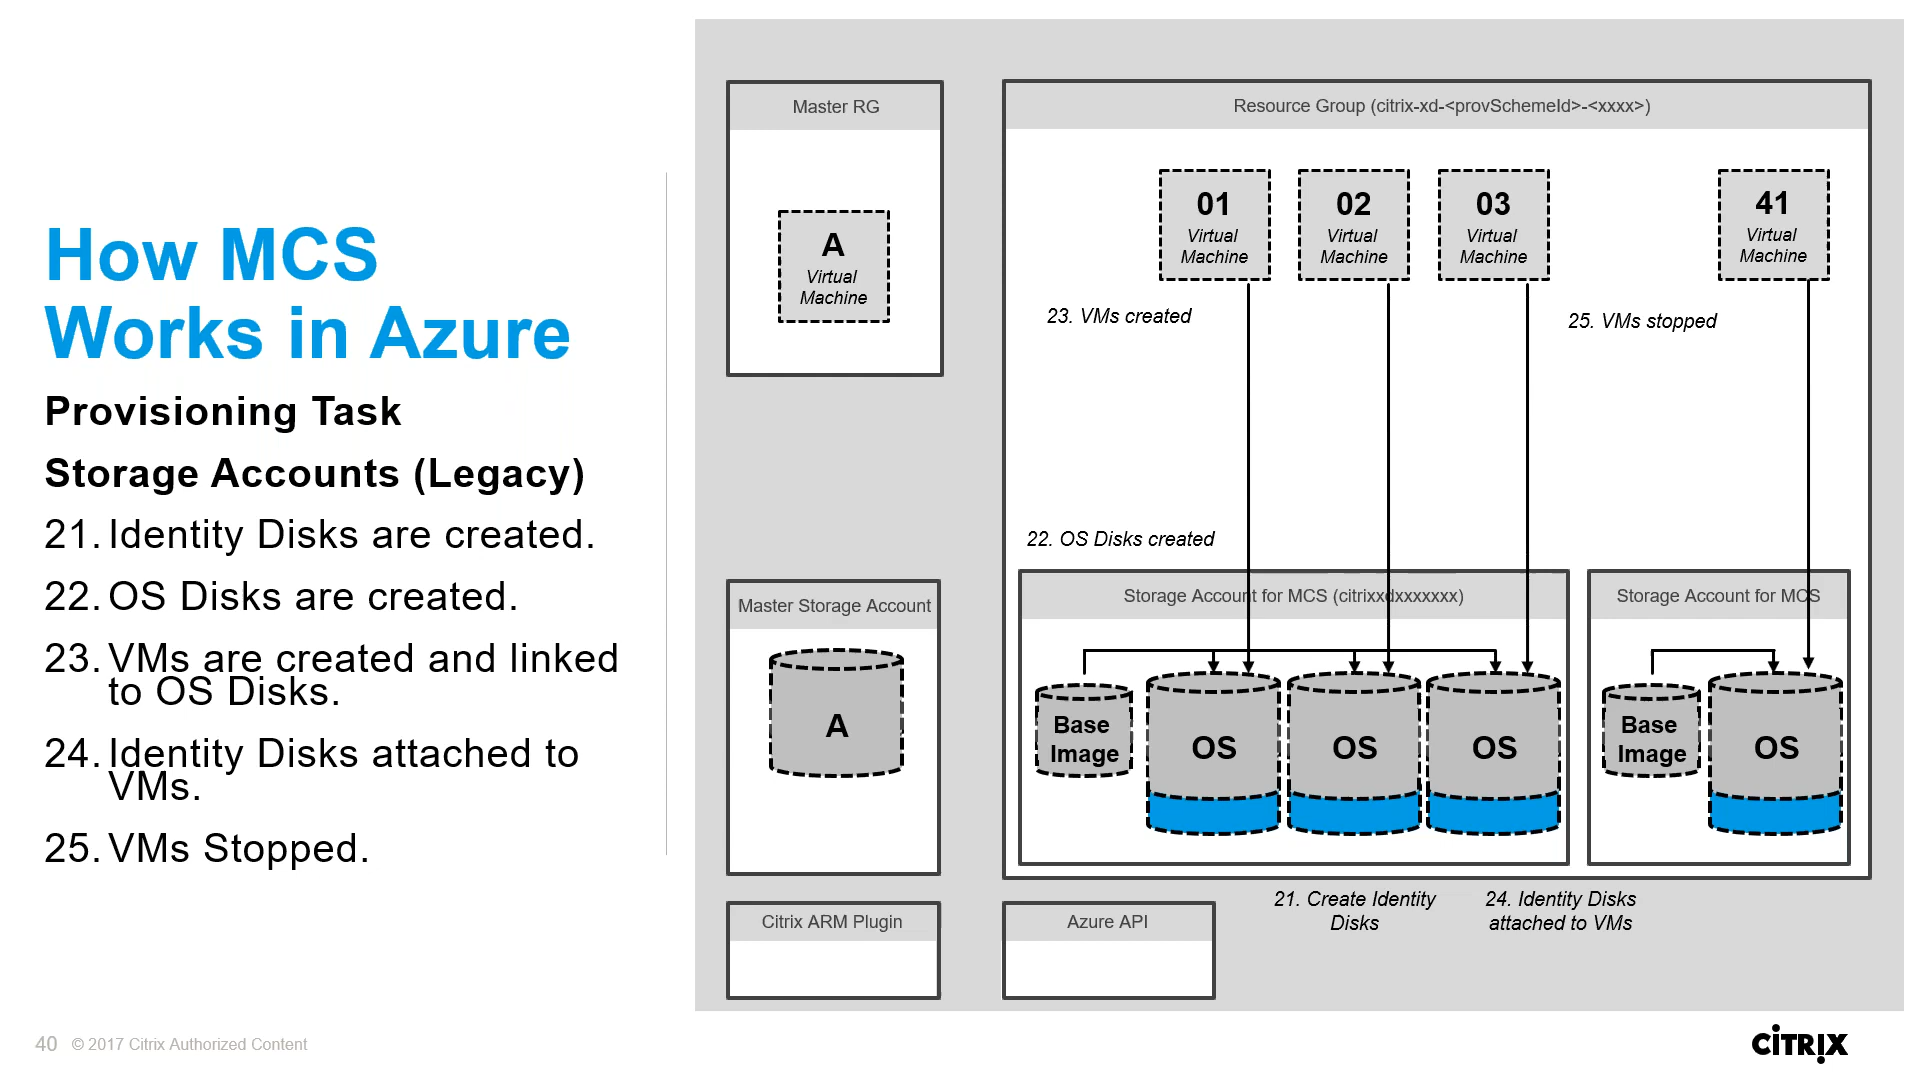 How MCS
Works in Azure
Provisioning Task
Storage Accounts (Legacy)
21. Identity Disks are created.
22. OS Disks are created.
23. VMs are created and linked
to OS Disks.
24. Identity Disks attached to
VMs.
25. VMs Stopped.
Master RG
A
Virtual
Machine
Resource Group (citrix-xd-<provSchemeId>-<xxxx>)
01
Virtual
Machine
02
Virtual
Machine
03
Virtual
Machine
41
Virtual
Machine
23. VMs created
25. VMs stopped
22. OS Disks created
Master Storage Account
A
Storage Account for MCS (citrixxdxxxxxxx)
Base
Image
OS
OS
OS
Storage Account for MCS
Base
Image
OS
21. Create Identity
Disks
24. Identity Disks
attached to VMs
Citrix ARM Plugin
Azure API
40 © 2017 Citrix Authorized Content
CİTRIX